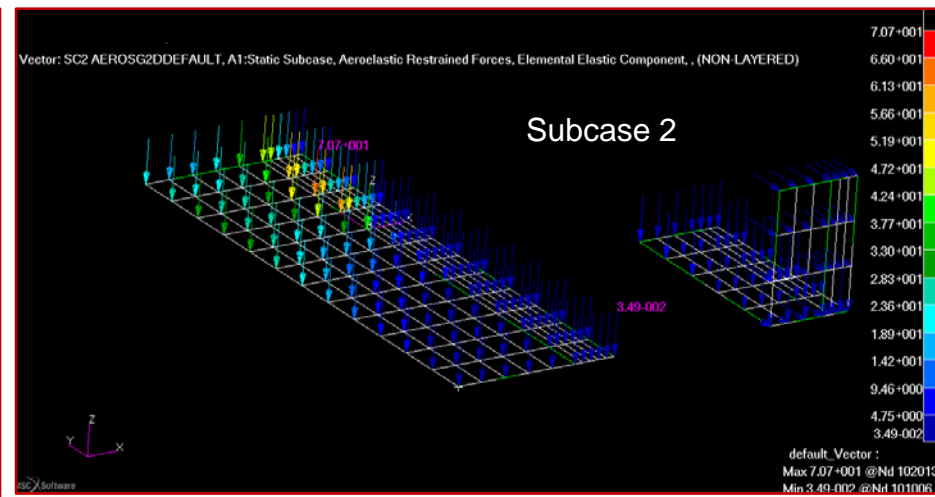 Vector: SC2 AEROSG2DDEFAULT, A1:Static Subcase, Aeroelastic Restrained Forces, Elemental Elastic Component, , (NON-LAYERED)
Subcase 2
7.07+001
Z
3.49-002
7.07+001
6.60+001
6.13+001
5.66+001
5.19+001
4.72+001
4.24+001
3.77+001
3.30+001
2.83+001
2.36+001
1.89+001
1.42+001
9.46+000
4.75+000
3.49-002
default_Vector :
Max 7.07+001 @Nd 102013
Min 3.49-002 @Nd 101006
Z
Y
X
Software